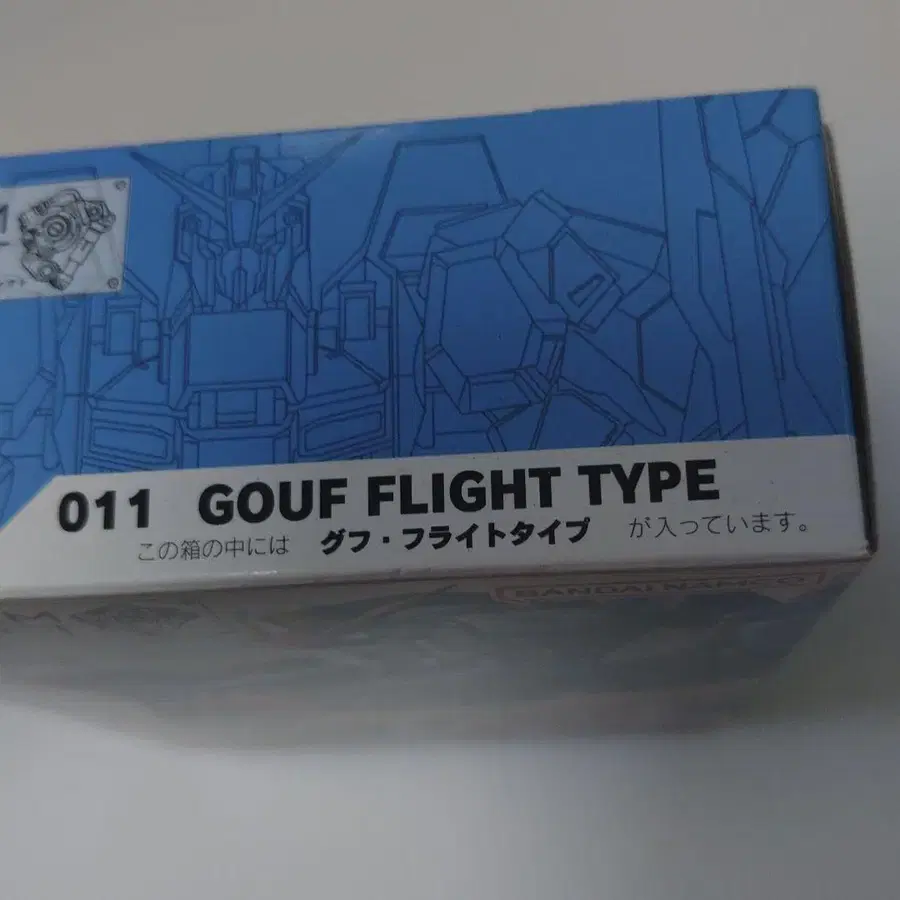 011 GOUF FLIGHT TYPE
この箱の中には グフ・フライトタイプ が入っています。
BANDAI NAMCO